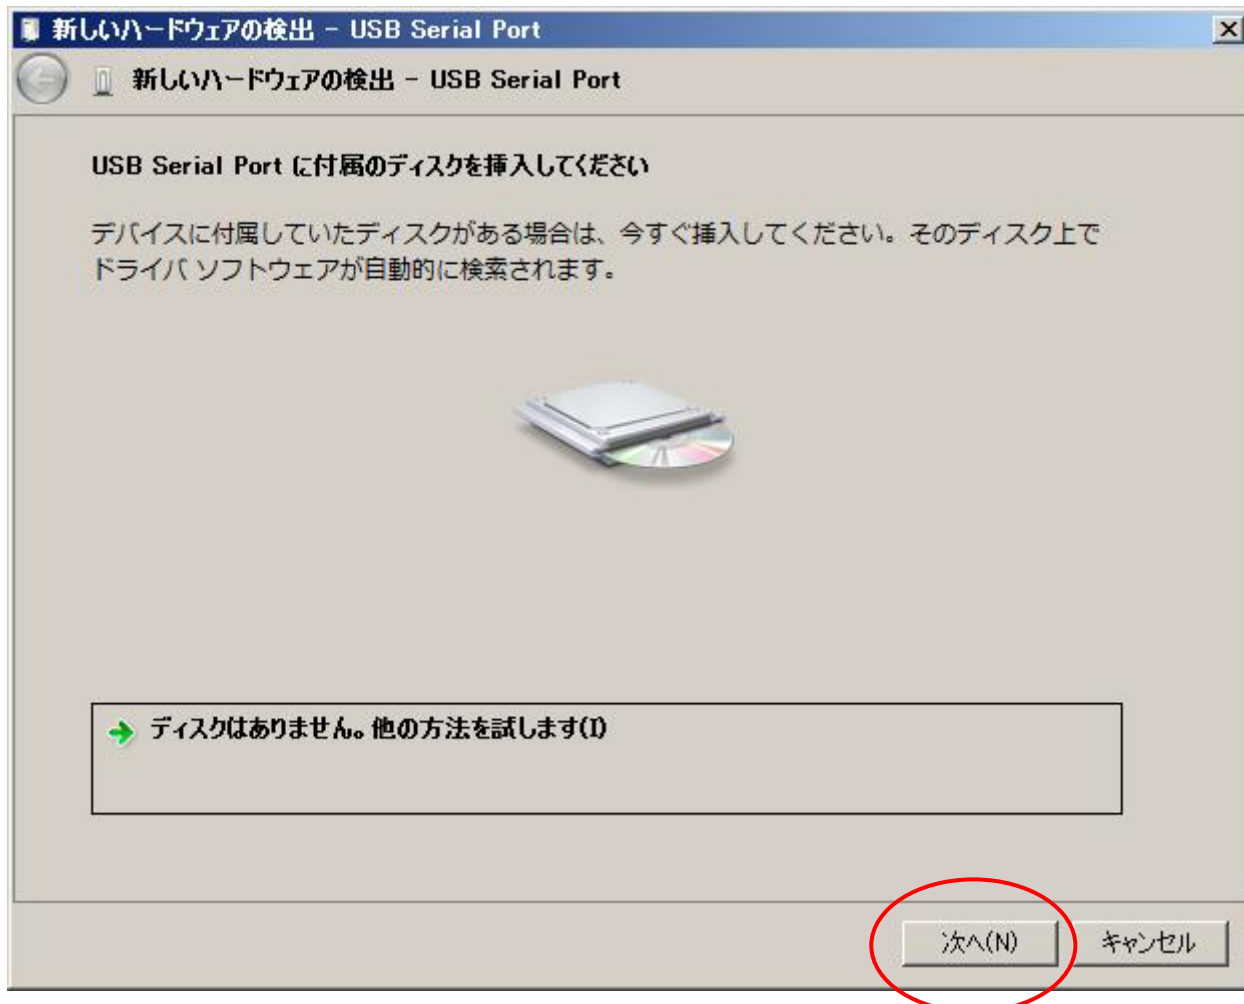 新しいハードウェアの検出 - USB Serial Port
新しいハードウェアの検出 - USB Serial Port
USB Serial Port に付属のディスクを挿入してください
デバイスに付属していたディスクがある場合は、今すぐ挿入してください。そのディスク上で
ドライバ ソフトウェアが自動的に検索されます。
ディスクはありません。他の方法を試します(I)
次へ(N)
キャンセル